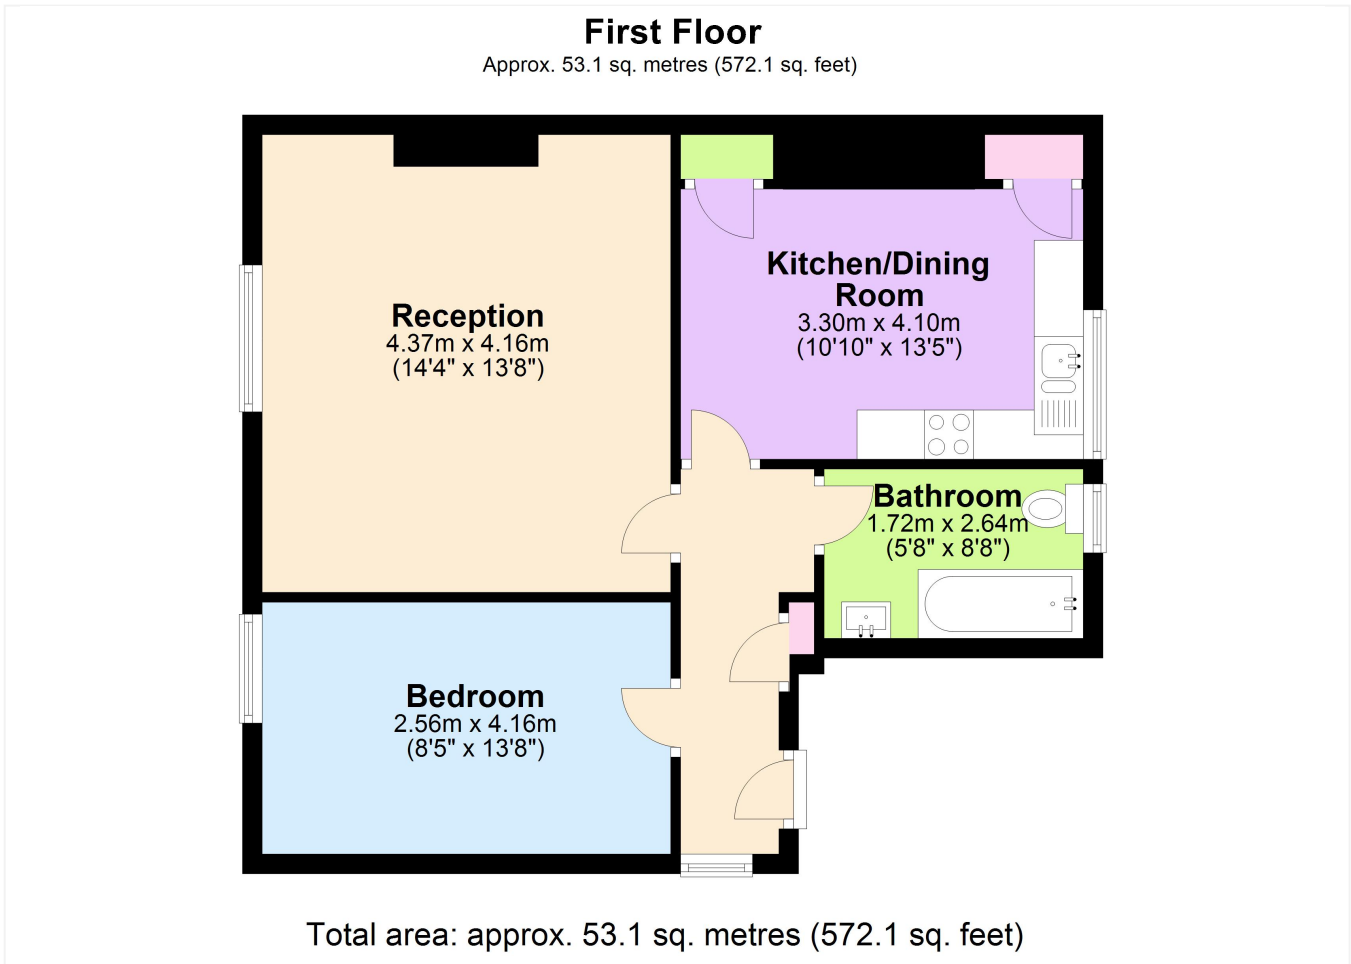 First Floor
Approx. 53.1 sq. metres (572.1 sq. feet)
Kitchen/Dining
Room
3.30m x 4.10m
(10'10" x 13'5")
Reception
4.37m x 4.16m
(14'4" x 13'8")
Bathroom
1.72m x 2.64m
(5'8" x 8'8")
Bedroom
2.56m x 4.16m
(8'5" x 13'8")
Total area: approx. 53.1 sq. metres (572.1 sq. feet)